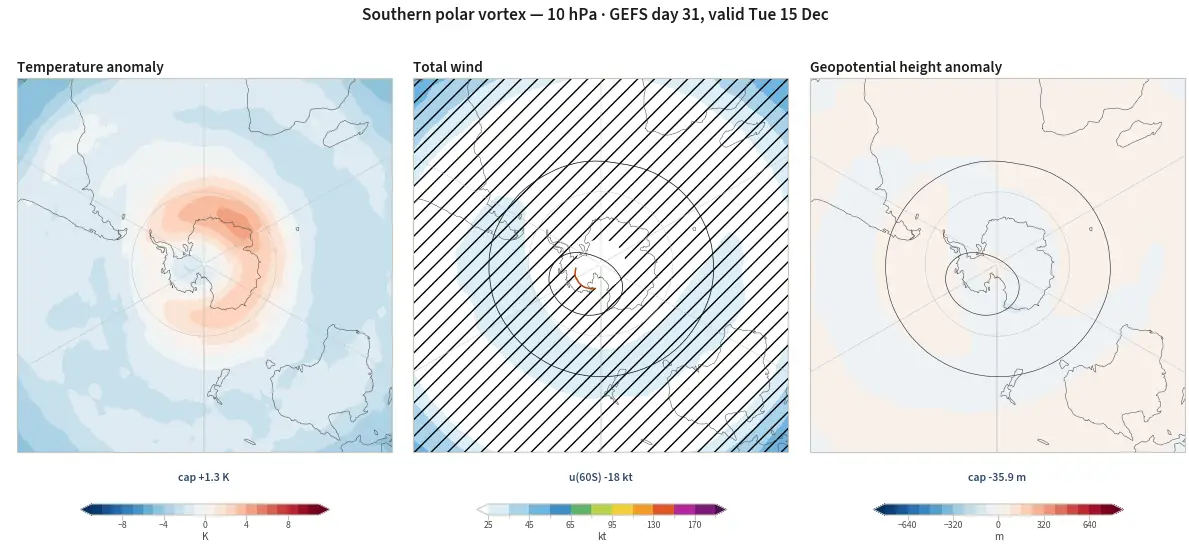 Southern polar vortex — 10 hPa · GEFS day 31, valid Tue 15 Dec
Temperature anomaly
Total wind
Geopotential height anomaly
cap +1.3 K
u(60S) -18 kt
cap -35.9 m
−8 −4 0 4 8
K
25 45 65 95 130 170
kt
−640 −320 0 320 640
m